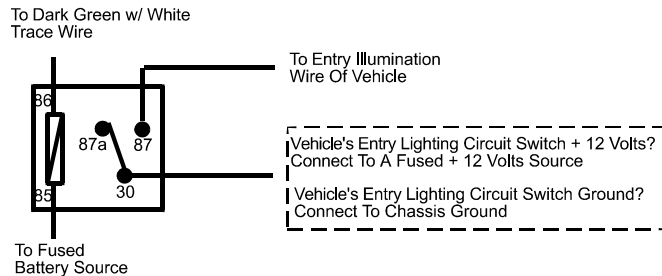 To Dark Green w/ White
Trace Wire
To Entry Illumination
Wire Of Vehicle
86
87a
87
30
85
Vehicle's Entry Lighting Circuit Switch + 12 Volts?
Connect To A Fused + 12 Volts Source
Vehicle's Entry Lighting Circuit Switch Ground?
Connect To Chassis Ground
To Fused
Battery Source